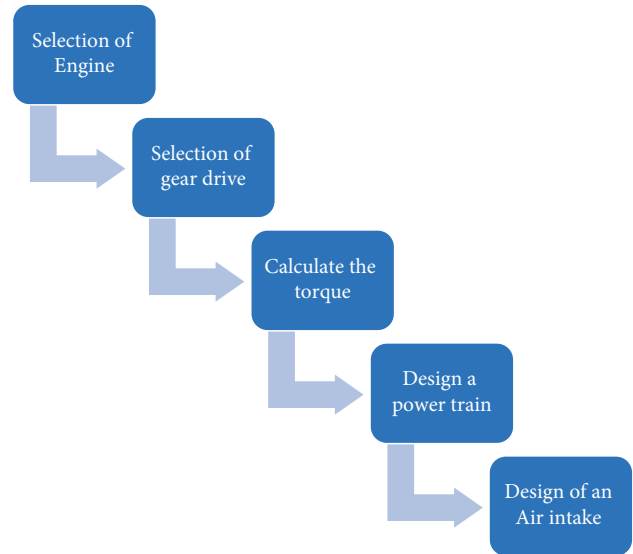 Selection of
Engine
Selection of
gear drive
Calculate the
torque
Design a
power train
Design of an
Air intake